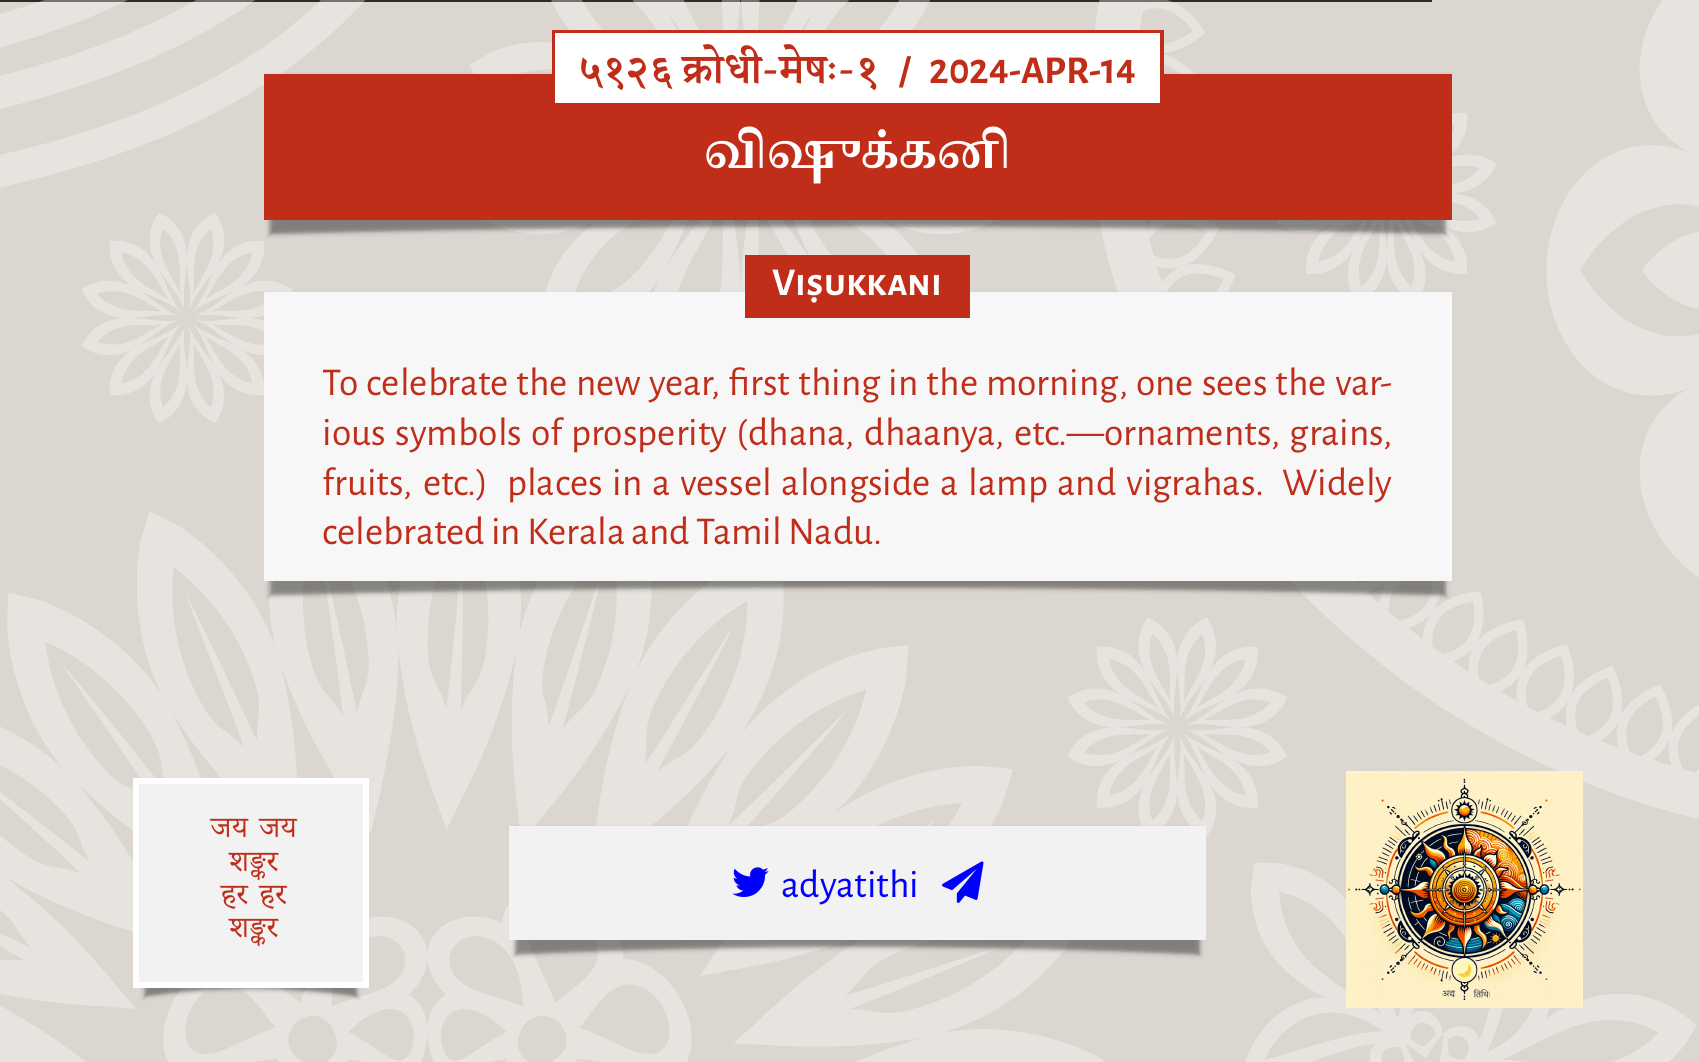 ५१२६ क्रोधी-मेषः-१ / 2024-APR-14
விஷுக்கனி
Viṣukkani
To celebrate the new year, first thing in the morning, one sees the var-
ious symbols of prosperity (dhana, dhaanya, etc.—ornaments, grains,
fruits, etc.) places in a vessel alongside a lamp and vigrahas. Widely
celebrated in Kerala and Tamil Nadu.
जय जय
शङ्कर
हर हर
शङ्कर
adyatithi
अद्य तिथिः